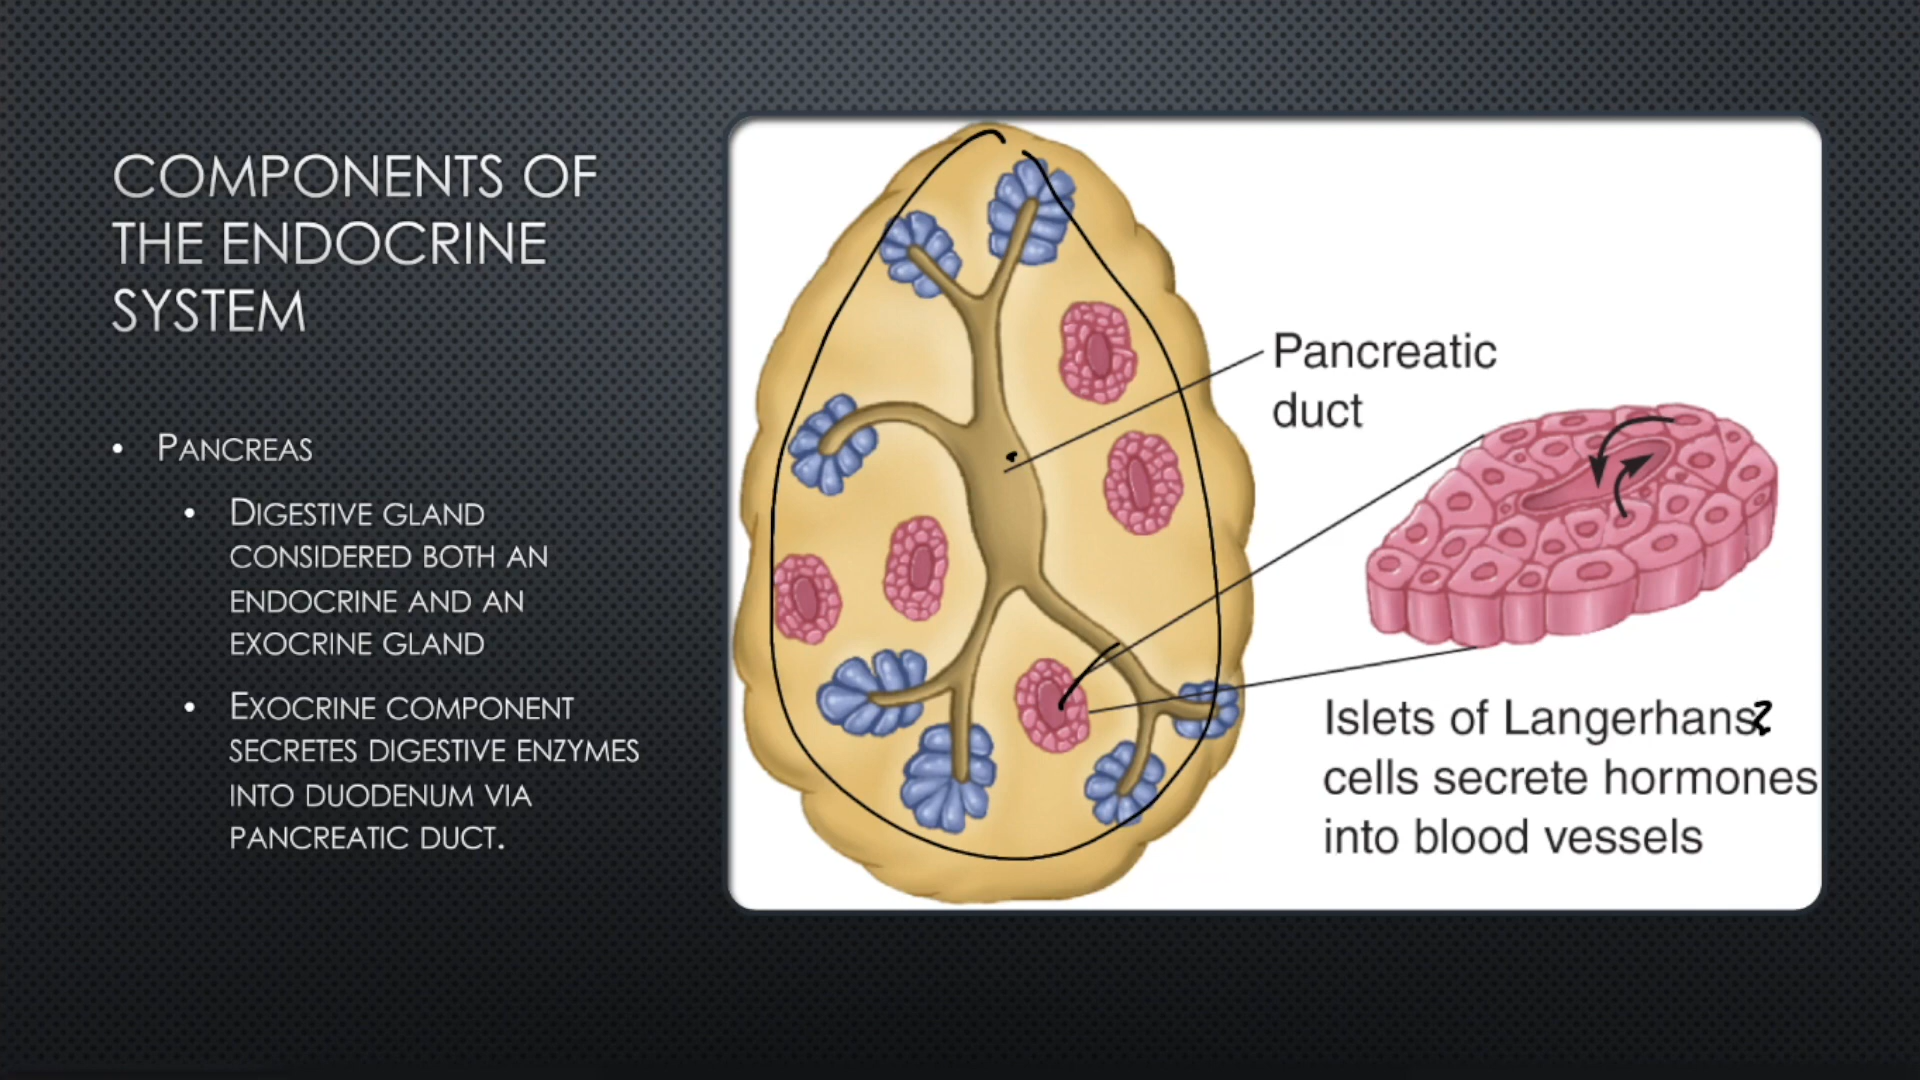 COMPONENTS OF
THE ENDOCRINE
SYSTEM
• PANCREAS
• DIGESTIVE GLAND
CONSIDERED BOTH AN
ENDOCRINE AND AN
EXOCRINE GLAND
• EXOCRINE COMPONENT
SECRETES DIGESTIVE ENZYMES
INTO DUODENUM VIA
PANCREATIC DUCT.
Pancreatic
duct
Islets of Langerhans
cells secrete hormones
into blood vessels